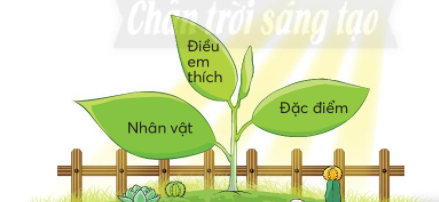 Chân trời sáng tạo
Điều
em
thích
Nhân vật
Đặc điểm